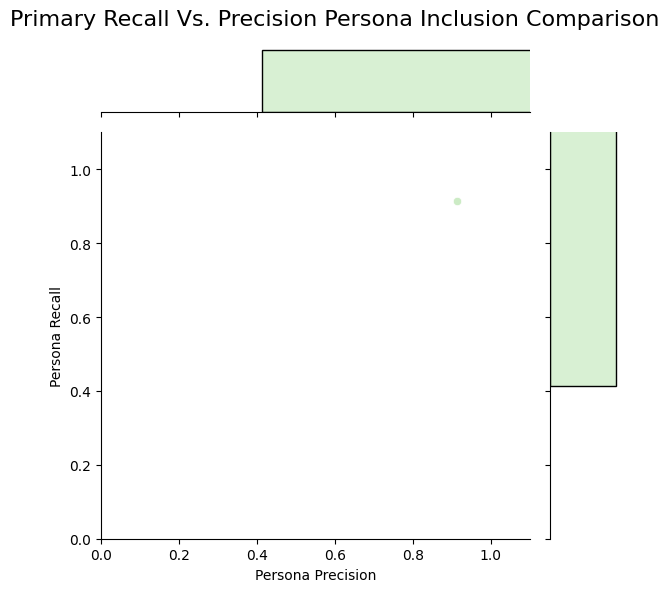 Primary Recall Vs. Precision Persona Inclusion Comparison
1.0
0.8
0.6
0.4
0.2
0.0
Persona Recall
0.0 0.2 0.4 0.6 0.8 1.0
Persona Precision